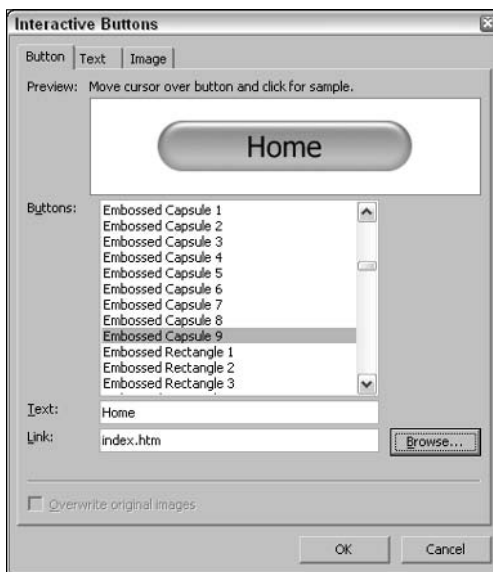 Interactive Buttons
Button Text Image
Preview: Move cursor over button and click for sample.
Home
Buttons:
Embossed Capsule 1
Embossed Capsule 2
Embossed Capsule 3
Embossed Capsule 4
Embossed Capsule 5
Embossed Capsule 6
Embossed Capsule 7
Embossed Capsule 8
Embossed Capsule 9
Embossed Rectangle 1
Embossed Rectangle 2
Embossed Rectangle 3
Text: Home
Link: index.htm Browse...
Overwrite original images
OK Cancel